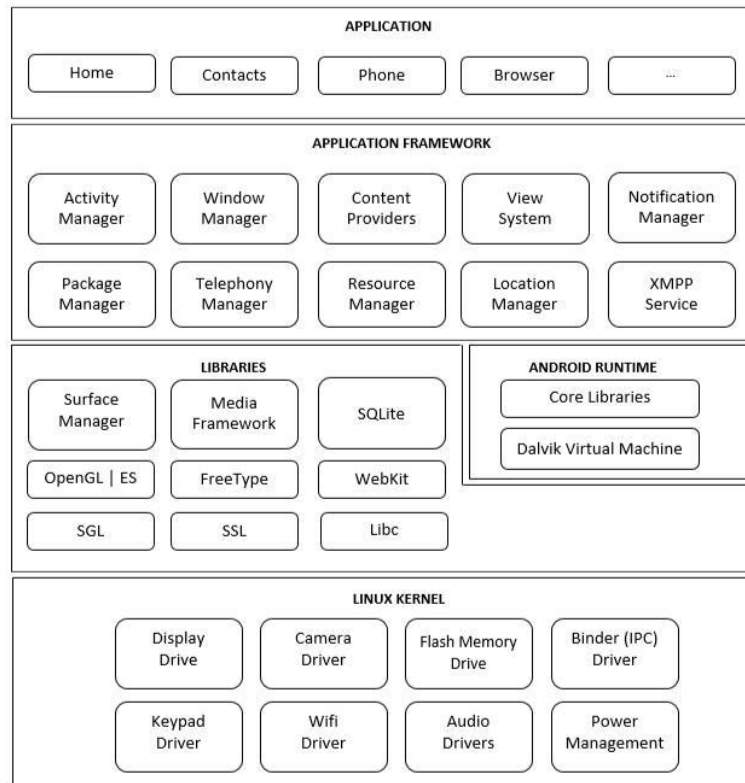 APPLICATION
Home
Contacts
Phone
Browser
...
APPLICATION FRAMEWORK
Activity
Manager
Window
Manager
Content
Providers
View
System
Notification
Manager
Package
Manager
Telephony
Manager
Resource
Manager
Location
Manager
XMPP
Service
LIBRARIES
Surface
Manager
Media
Framework
SQLite
OpenGL | ES
FreeType
WebKit
SGL
SSL
Libc
ANDROID RUNTIME
Core Libraries
Dalvik Virtual Machine
LINUX KERNEL
Display
Drive
Camera
Driver
Flash Memory
Drive
Binder (IPC)
Driver
Keypad
Driver
Wifi
Driver
Audio
Drivers
Power
Management